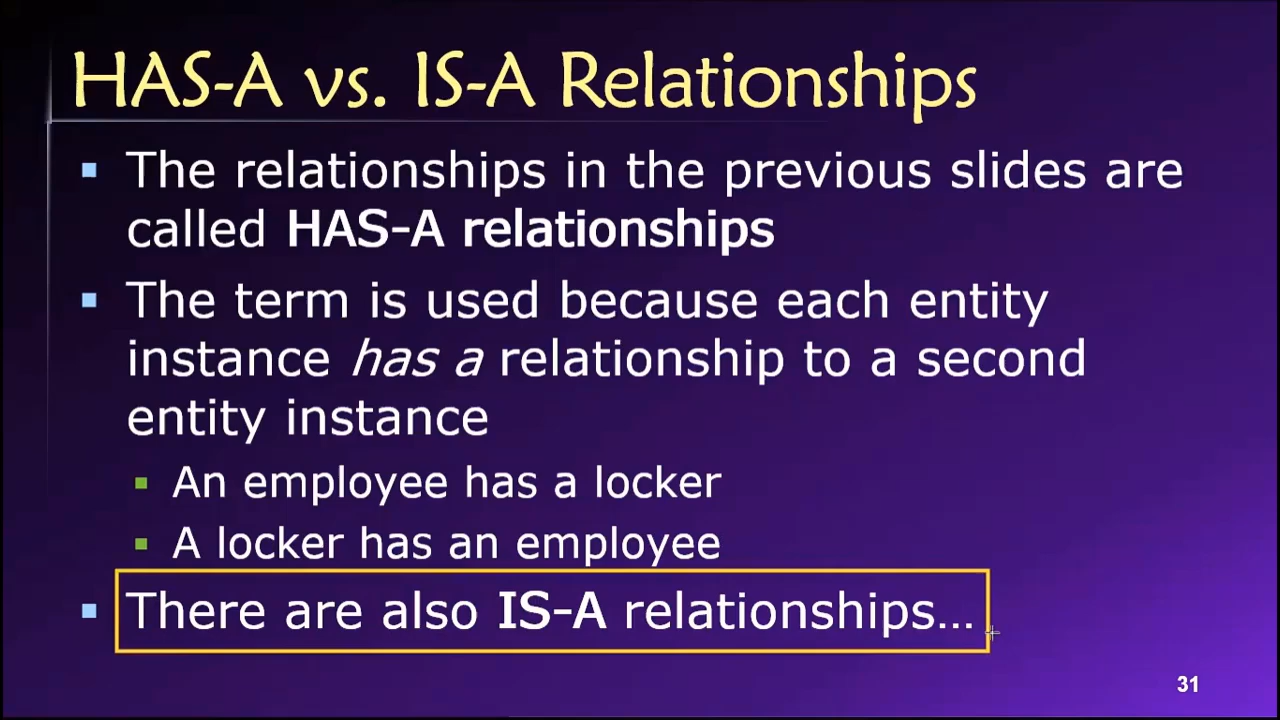 HAS-A vs. IS-A Relationships
The relationships in the previous slides are
called HAS-A relationships
The term is used because each entity
instance has a relationship to a second
entity instance
An employee has a locker
A locker has an employee
There are also IS-A relationships…
31